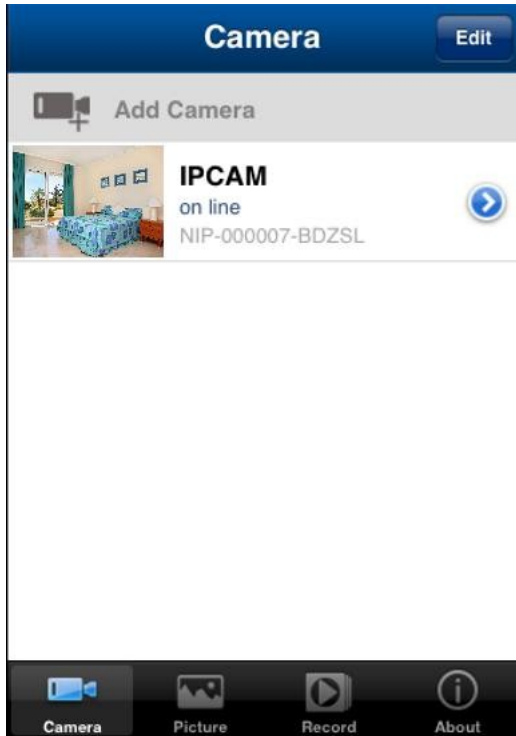 Camera
Edit
Add Camera
IPCAM
on line
NIP-000007-BDZSL
Camera
Picture
Record
About